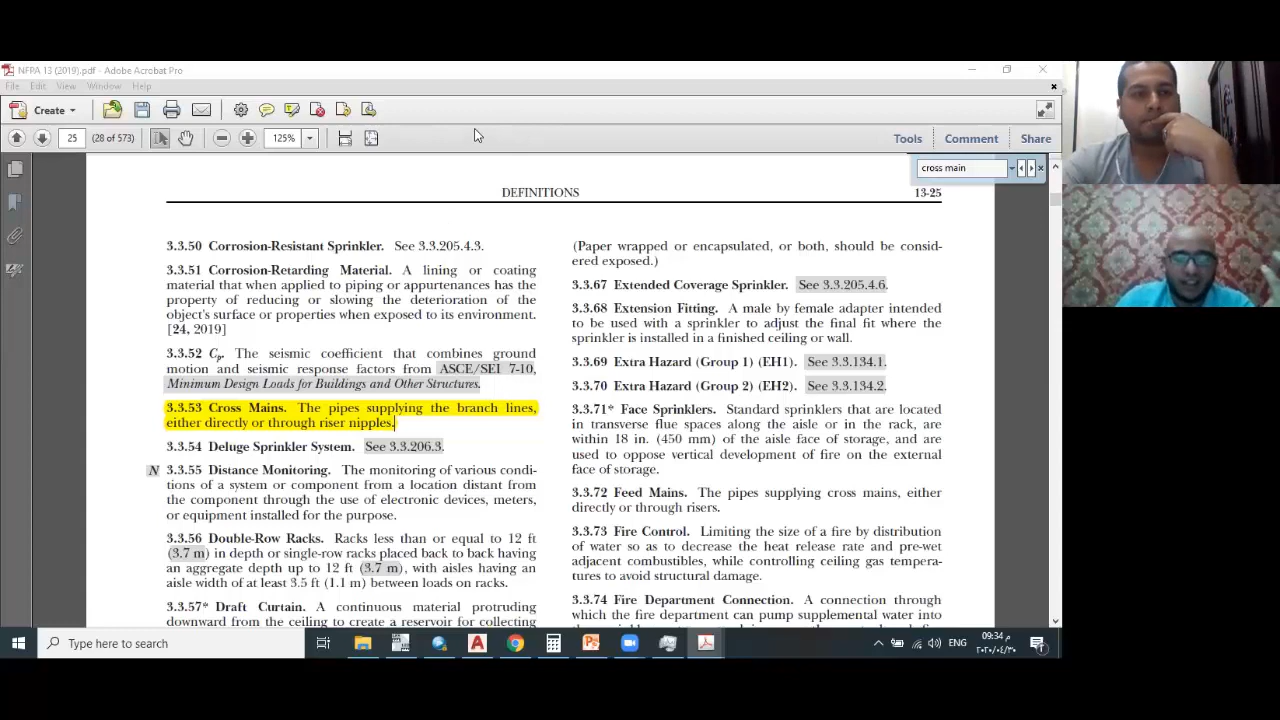 NFPA 13 (2019).pdf - Adobe Acrobat Pro
File Edit View Window Help
Create
25 (28 of 573) 125% Tools Comment Share
cross main
DEFINITIONS 13-25
3.3.50 Corrosion-Resistant Sprinkler. See 3.3.205.4.3.
3.3.51 Corrosion-Retarding Material. A lining or coating
material that when applied to piping or appurtenances has the
property of reducing or slowing the deterioration of the
object's surface or properties when exposed to its environment.
[24, 2019]
3.3.52 Cp. The seismic coefficient that combines ground
motion and seismic response factors from ASCE/SEI 7-10,
Minimum Design Loads for Buildings and Other Structures.
3.3.53 Cross Mains. The pipes supplying the branch lines,
either directly or through riser nipples.
3.3.54 Deluge Sprinkler System. See 3.3.206.3.
N 3.3.55 Distance Monitoring. The monitoring of various condi-
tions of a system or component from a location distant from
the component through the use of electronic devices, meters,
or equipment installed for the purpose.
3.3.56 Double-Row Racks. Racks less than or equal to 12 ft
(3.7 m) in depth or single-row racks placed back to back having
an aggregate depth up to 12 ft (3.7 m), with aisles having an
aisle width of at least 3.5 ft (1.1 m) between loads on racks.
3.3.57* Draft Curtain. A continuous material protruding
downward from the ceiling to create a reservoir for collecting
(Paper wrapped or encapsulated, or both, should be consid-
ered exposed.)
3.3.67 Extended Coverage Sprinkler. See 3.3.205.4.6.
3.3.68 Extension Fitting. A male by female adapter intended
to be used with a sprinkler to adjust the final fit where the
sprinkler is installed in a finished ceiling or wall.
3.3.69 Extra Hazard (Group 1) (EH1). See 3.3.134.1.
3.3.70 Extra Hazard (Group 2) (EH2). See 3.3.134.2.
3.3.71* Face Sprinklers. Standard sprinklers that are located
in transverse flue spaces along the aisle or in the rack, are
within 18 in. (450 mm) of the aisle face of storage, and are
used to oppose vertical development of fire on the external
face of storage.
3.3.72 Feed Mains. The pipes supplying cross mains, either
directly or through risers.
3.3.73 Fire Control. Limiting the size of a fire by distribution
of water so as to decrease the heat release rate and pre-wet
adjacent combustibles, while controlling ceiling gas tempera-
tures to avoid structural damage.
3.3.74 Fire Department Connection. A connection through
which the fire department can pump supplemental water into
Type here to search
ENG 09:34 م
٢٠٢٠/٠٤/٣٠